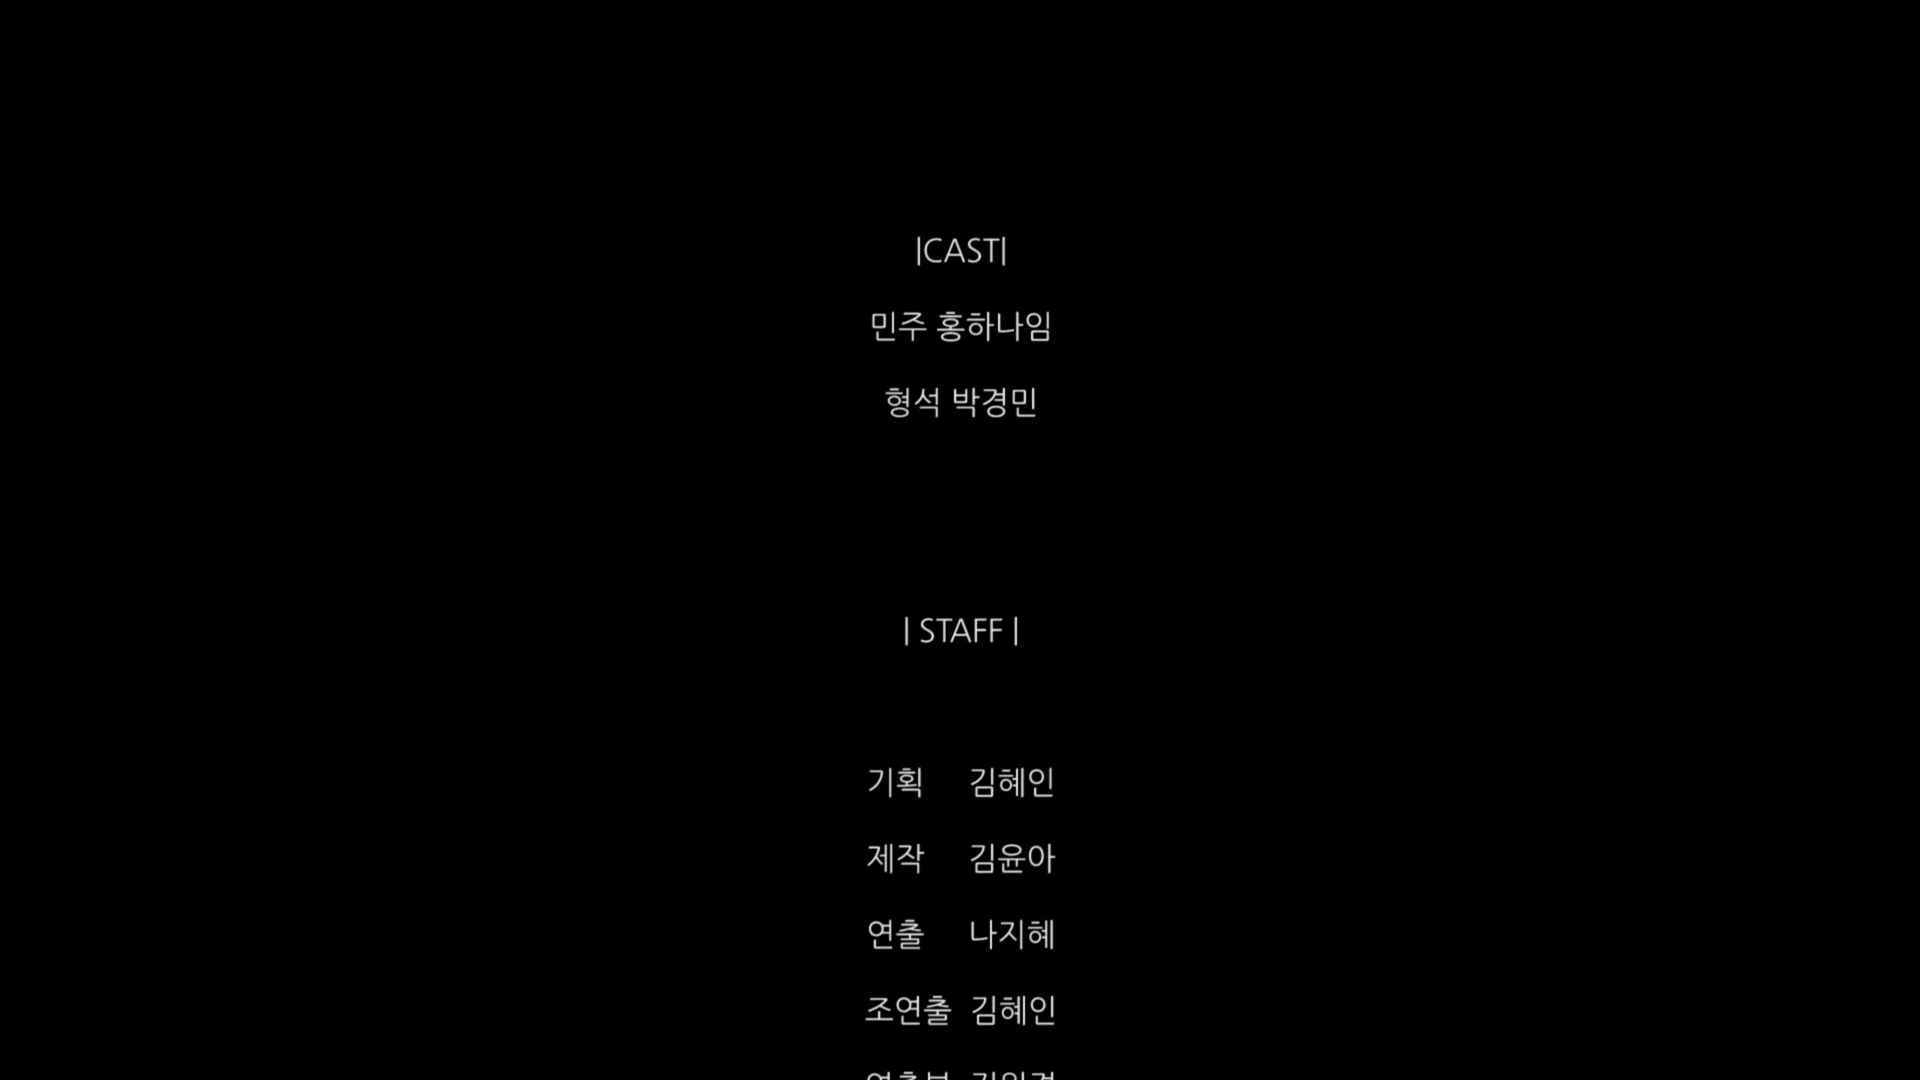 |CAST|
민주 홍하나임
형석 박경민
| STAFF |
기획 김혜인
제작 김윤아
연출 나지혜
조연출 김혜인